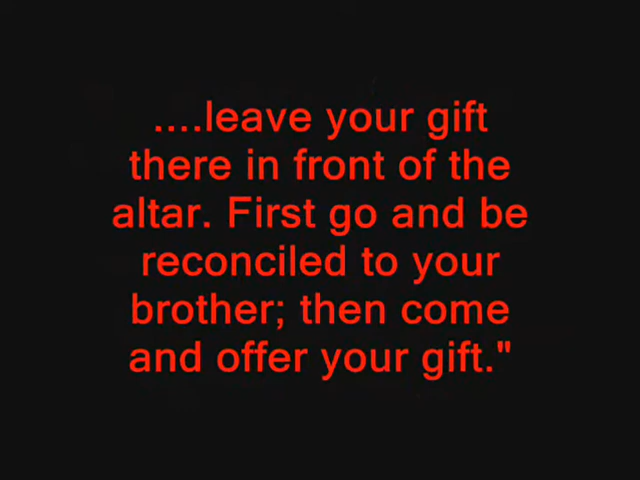 ....leave your gift
there in front of the
altar. First go and be
reconciled to your
brother; then come
and offer your gift."